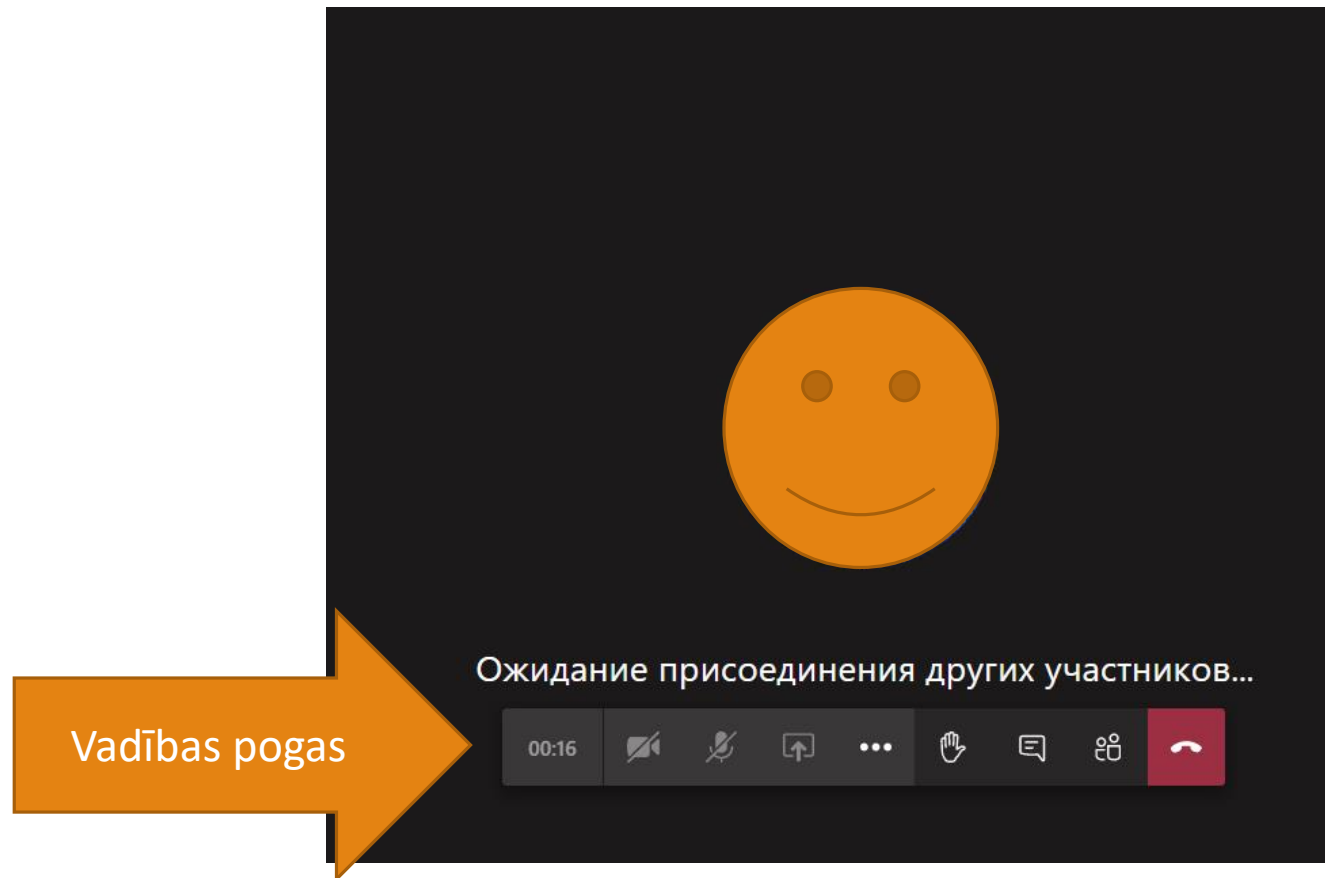 Ожидание присоединения других участников...
Vadības pogas
00:16